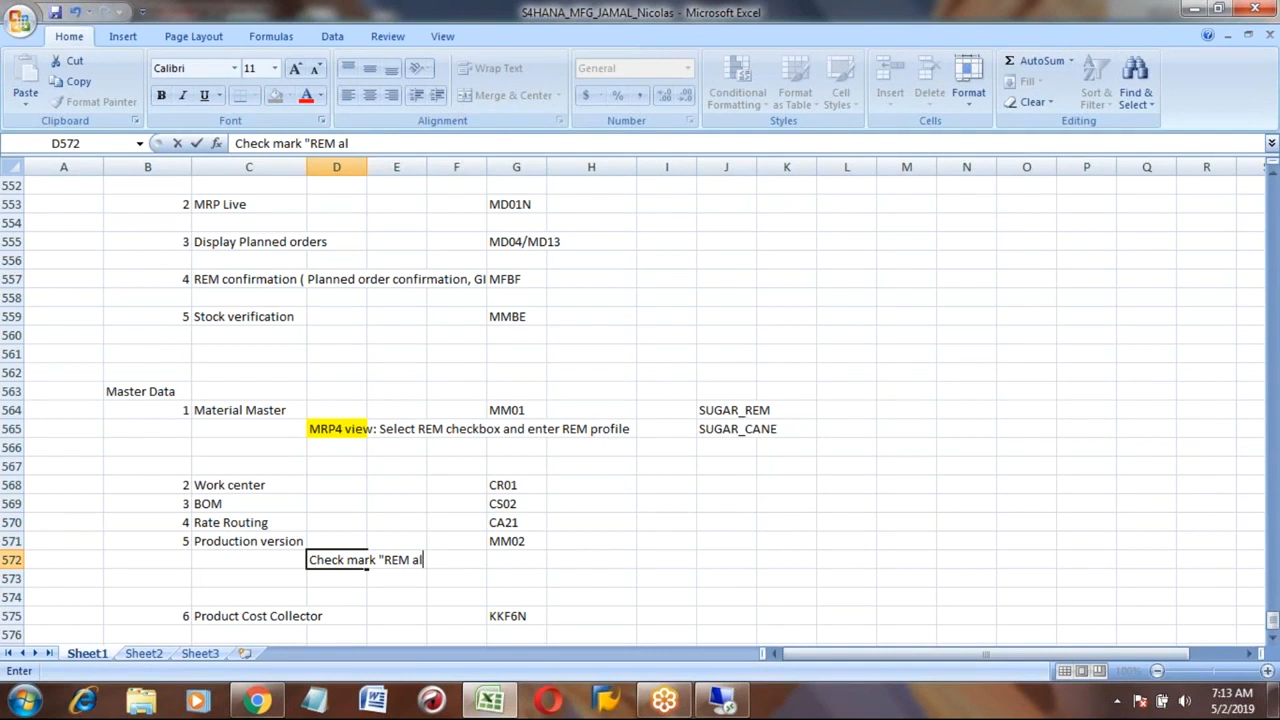 S4HANA_MFG_JAMAL_Nicolas - Microsoft Excel
Home Insert Page Layout Formulas Data Review View
Paste Cut Copy Format Painter Clipboard
Calibri 11 Font
Wrap Text Merge & Center Alignment
General Number
Conditional Formatting Format as Table Cell Styles Styles
Insert Delete Format Cells
AutoSum Fill Clear Sort & Filter Find & Select Editing
D572 fx Check mark "REM al
A B C D E F G H I J K L M N O P Q R
552
553 2 MRP Live MD01N
554
555 3 Display Planned orders MD04/MD13
556
557 4 REM confirmation ( Planned order confirmation, GI MFBF
558
559 5 Stock verification MMBE
560
561
562
563 Master Data
564 1 Material Master MM01 SUGAR_REM
565 MRP4 view: Select REM checkbox and enter REM profile SUGAR_CANE
566
567
568 2 Work center CR01
569 3 BOM CS02
570 4 Rate Routing CA21
571 5 Production version MM02
572 Check mark "REM al
573
574
575 6 Product Cost Collector KKF6N
576
Sheet1 Sheet2 Sheet3
Enter 100%
7:13 AM
5/2/2019